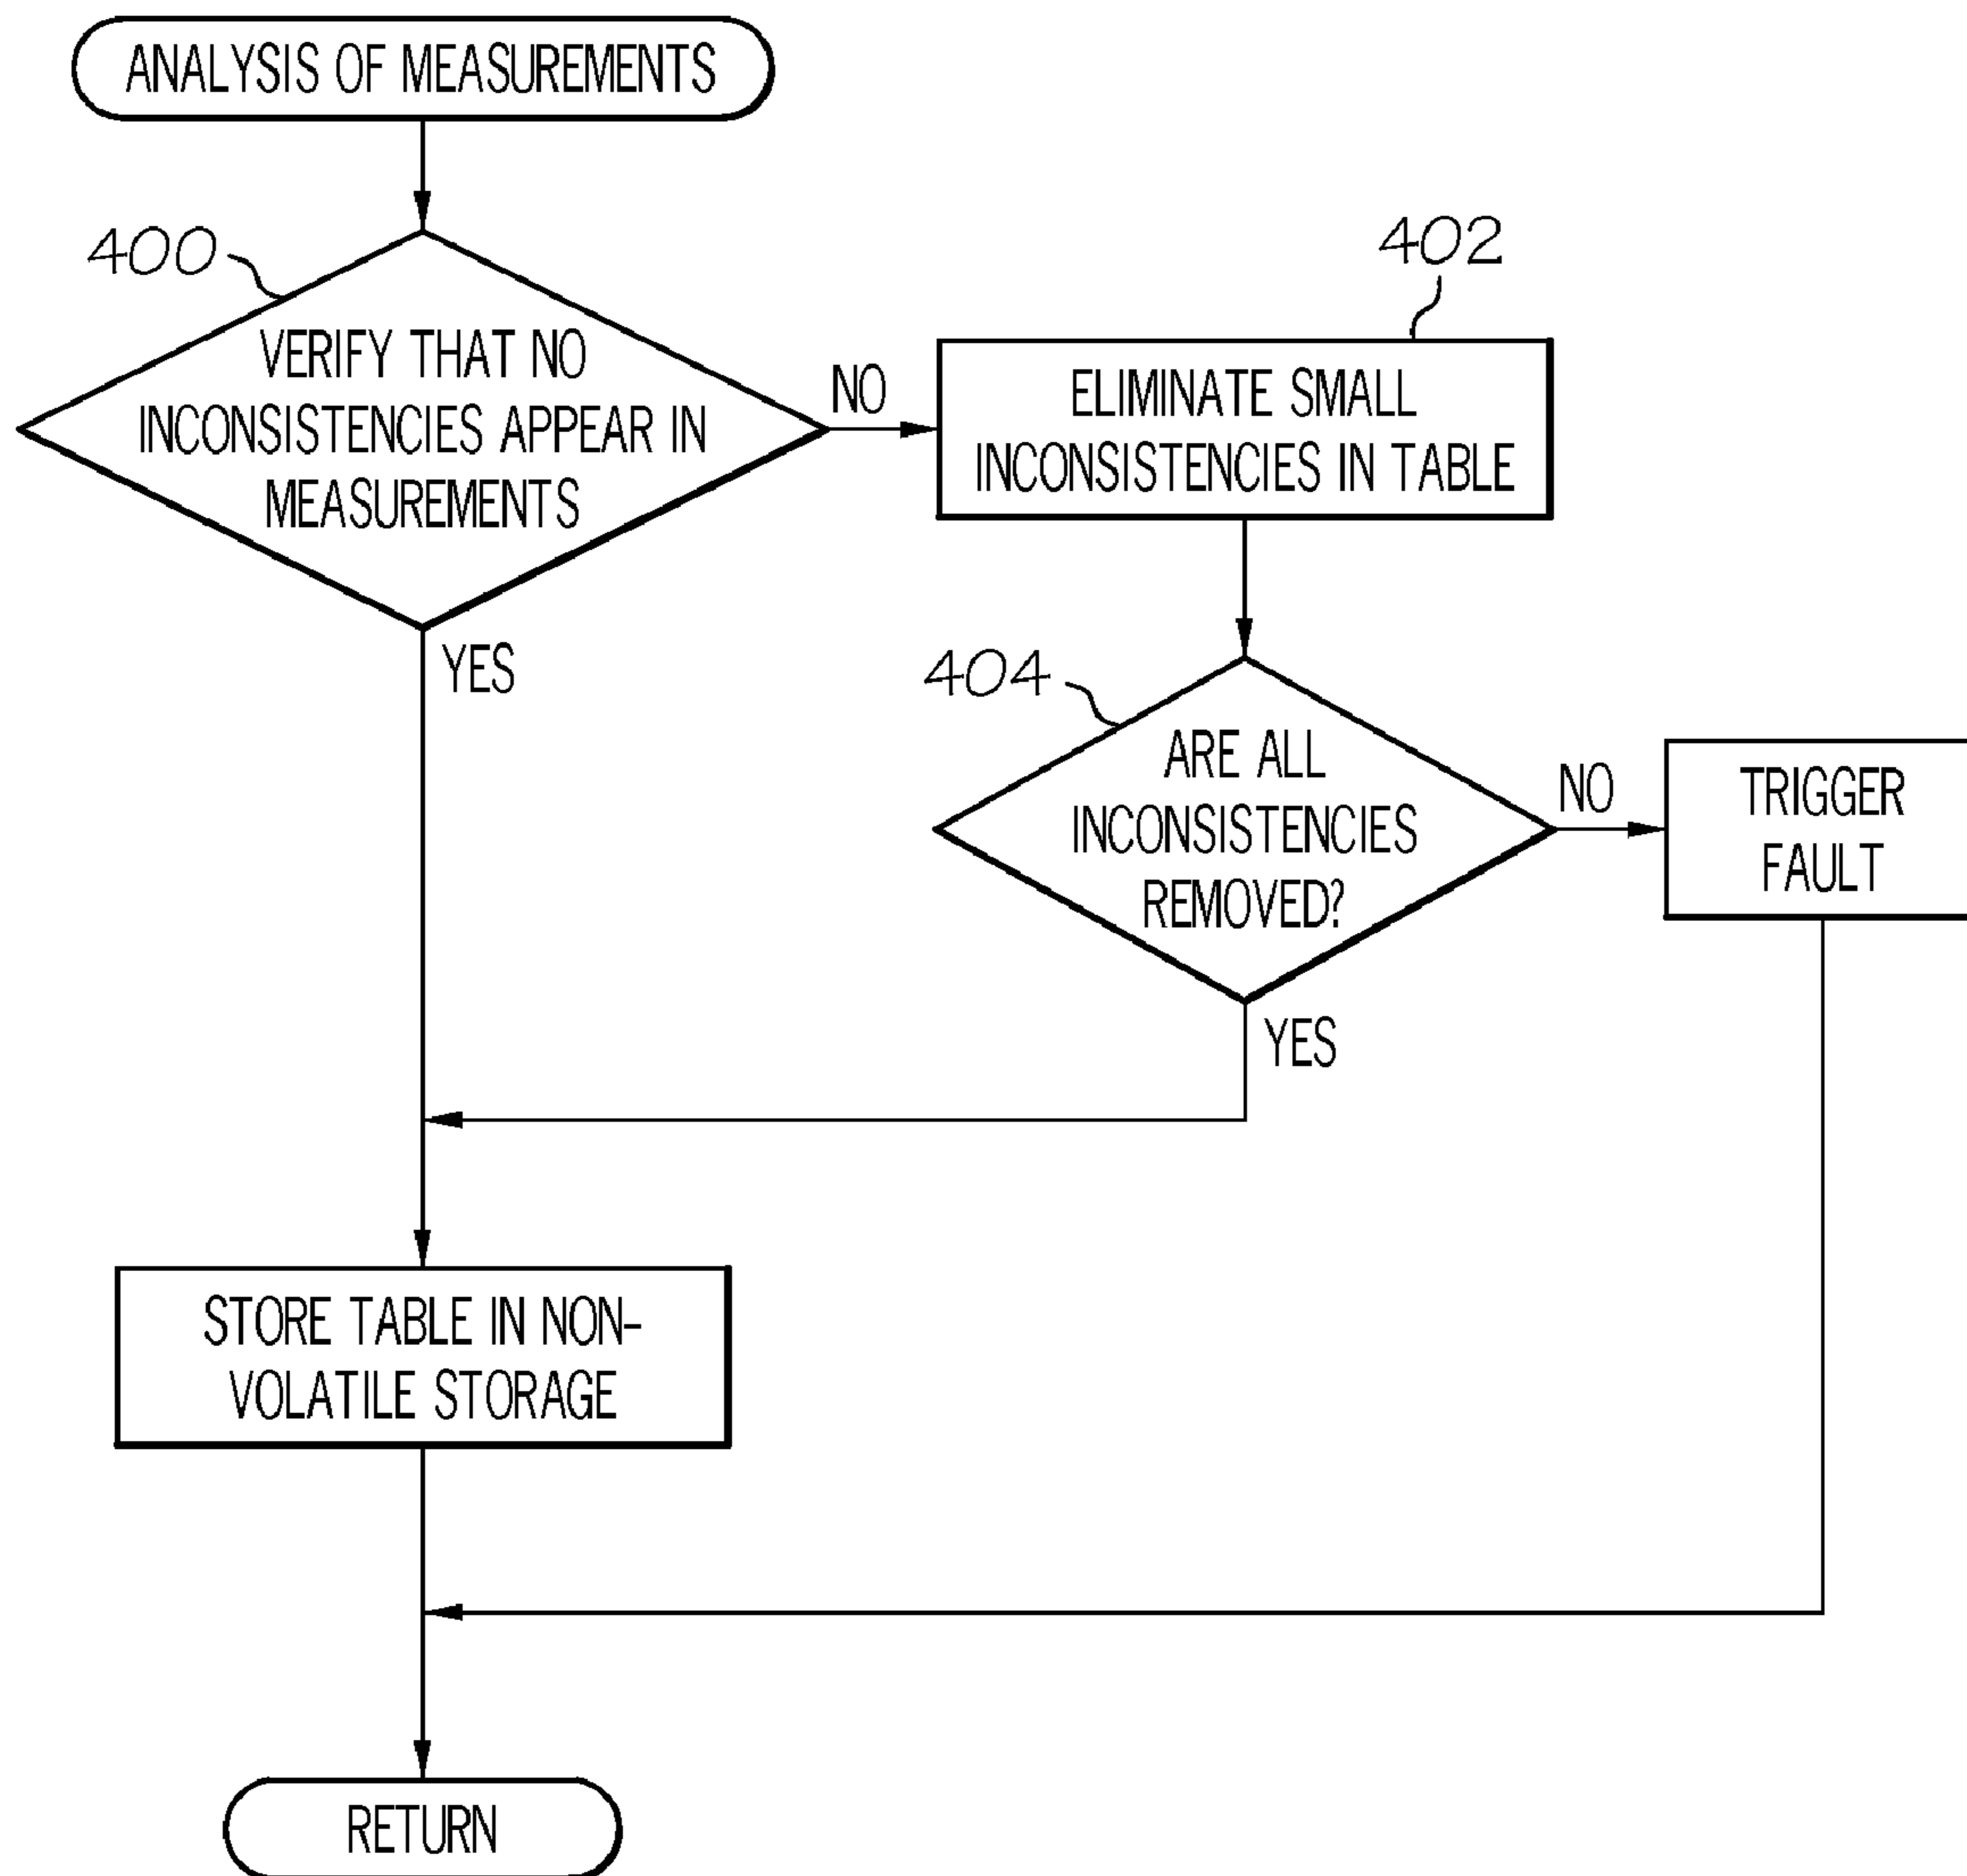 ANALYSIS OF MEASUREMENTS
400
VERIFY THAT NO
INCONSISTENCIES APPEAR IN
MEASUREMENTS
NO
YES
402
ELIMINATE SMALL
INCONSISTENCIES IN TABLE
404
ARE ALL
INCONSISTENCIES
REMOVED?
NO
YES
TRIGGER
FAULT
STORE TABLE IN NON-
VOLATILE STORAGE
RETURN